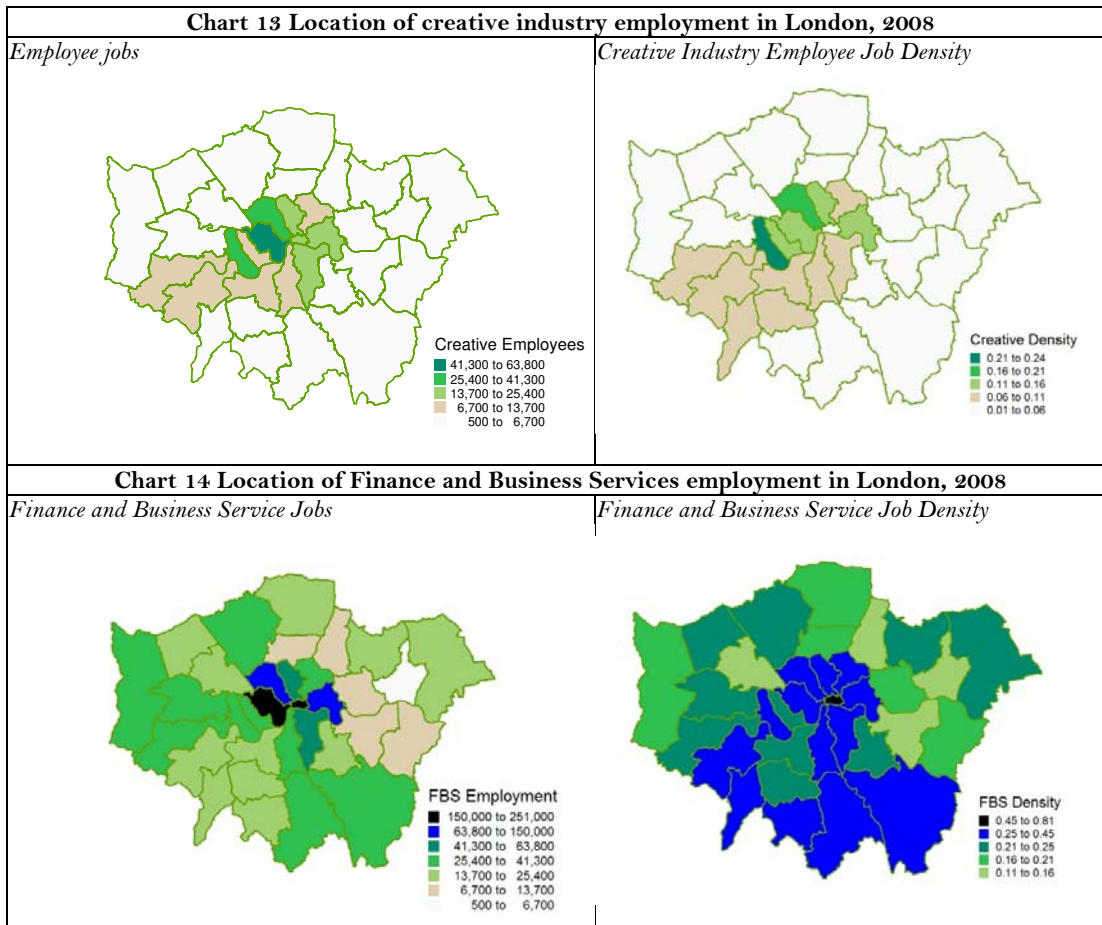 Chart 13 Location of creative industry employment in London, 2008
Employee jobs
Creative Industry Employee Job Density
Creative Employees
41,300 to 63,800
25,400 to 41,300
13,700 to 25,400
6,700 to 13,700
500 to 6,700
Creative Density
0.21 to 0.24
0.16 to 0.21
0.11 to 0.16
0.06 to 0.11
0.01 to 0.06
Chart 14 Location of Finance and Business Services employment in London, 2008
Finance and Business Service Jobs
Finance and Business Service Job Density
FBS Employment
150,000 to 251,000
63,800 to 150,000
41,300 to 63,800
25,400 to 41,300
13,700 to 25,400
6,700 to 13,700
500 to 6,700
FBS Density
0.45 to 0.81
0.25 to 0.45
0.21 to 0.25
0.16 to 0.21
0.11 to 0.16